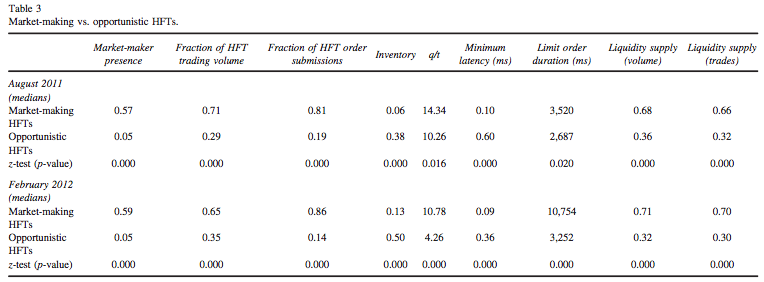 Table 3
Market-making vs. opportunistic HFTs.
Market-maker presence Fraction of HFT trading volume Fraction of HFT order submissions Inventory q/t Minimum latency (ms) Limit order duration (ms) Liquidity supply (volume) Liquidity supply (trades)
August 2011
(medians)
Market-making HFTs 0.57 0.71 0.81 0.06 14.34 0.10 3,520 0.68 0.66
Opportunistic HFTs 0.05 0.29 0.19 0.38 10.26 0.60 2,687 0.36 0.32
z-test (p-value) 0.000 0.000 0.000 0.000 0.016 0.000 0.020 0.000 0.000
February 2012
(medians)
Market-making HFTs 0.59 0.65 0.86 0.13 10.78 0.09 10,754 0.71 0.70
Opportunistic HFTs 0.05 0.35 0.14 0.50 4.26 0.36 3,252 0.32 0.30
z-test (p-value) 0.000 0.000 0.000 0.000 0.000 0.000 0.000 0.000 0.000